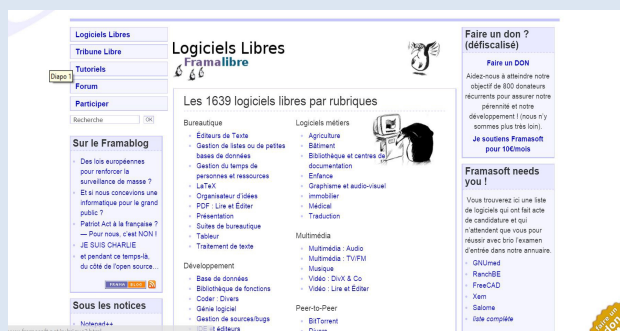 Logiciels Libres
Tribune Libre
Tutoriels
Diapo 1
Forum
Participer
Recherche
OK
Sur le Framablog
Des lois européennes
pour renforcer la
surveillance de masse ?
Et si nous concevions une
informatique pour le grand
public ?
Patriot Act à la française ?
— Pour nous, c'est NON !
JE SUIS CHARLIE
et pendant ce temps-là,
du côté de l'open source...
FRAMA BLOG
Sous les notices
Notepad++
Logiciels Libres
Framalibre
Les 1639 logiciels libres par rubriques
Bureautique
Éditeurs de Texte
Gestion de listes ou de petites
bases de données
Gestion du temps de
personnes et ressources
LaTeX
Organisateur d'idées
PDF : Lire et Éditer
Présentation
Suites de bureautique
Tableur
Traitement de texte
Développement
Base de données
Bibliothèque de fonctions
Coder : Divers
Génie logiciel
Gestion de sources/bugs
IDE et éditeurs
Logiciels métiers
Agriculture
Bâtiment
Bibliothèque et centres de
documentation
Enfance
Graphisme et audio-visuel
immobilier
Médical
Traduction
Multimédia
Multimédia : Audio
Multimédia : TV/FM
Musique
Vidéo : DivX & Co
Vidéo : Lire et Éditer
Peer-to-Peer
BitTorrent
Divers
Faire un don ?
(défiscalisé)
Faire un DON
Aidez-nous à atteindre notre
objectif de 800 donateurs
récurrents pour assurer notre
pérennité et notre
développement ! (nous n'y
sommes plus très loin).
Je soutiens Framasoft
pour 10€/mois
Framasoft needs
you !
Vous trouverez ici une liste
de logiciels qui ont fait acte
de candidature et qui
n'attendent que vous pour
réussir avec brio l'examen
d'entrée dans notre annuaire.
GNUmed
RanchBE
FreeCAD
Xem
Salome
liste complète
faire un
don